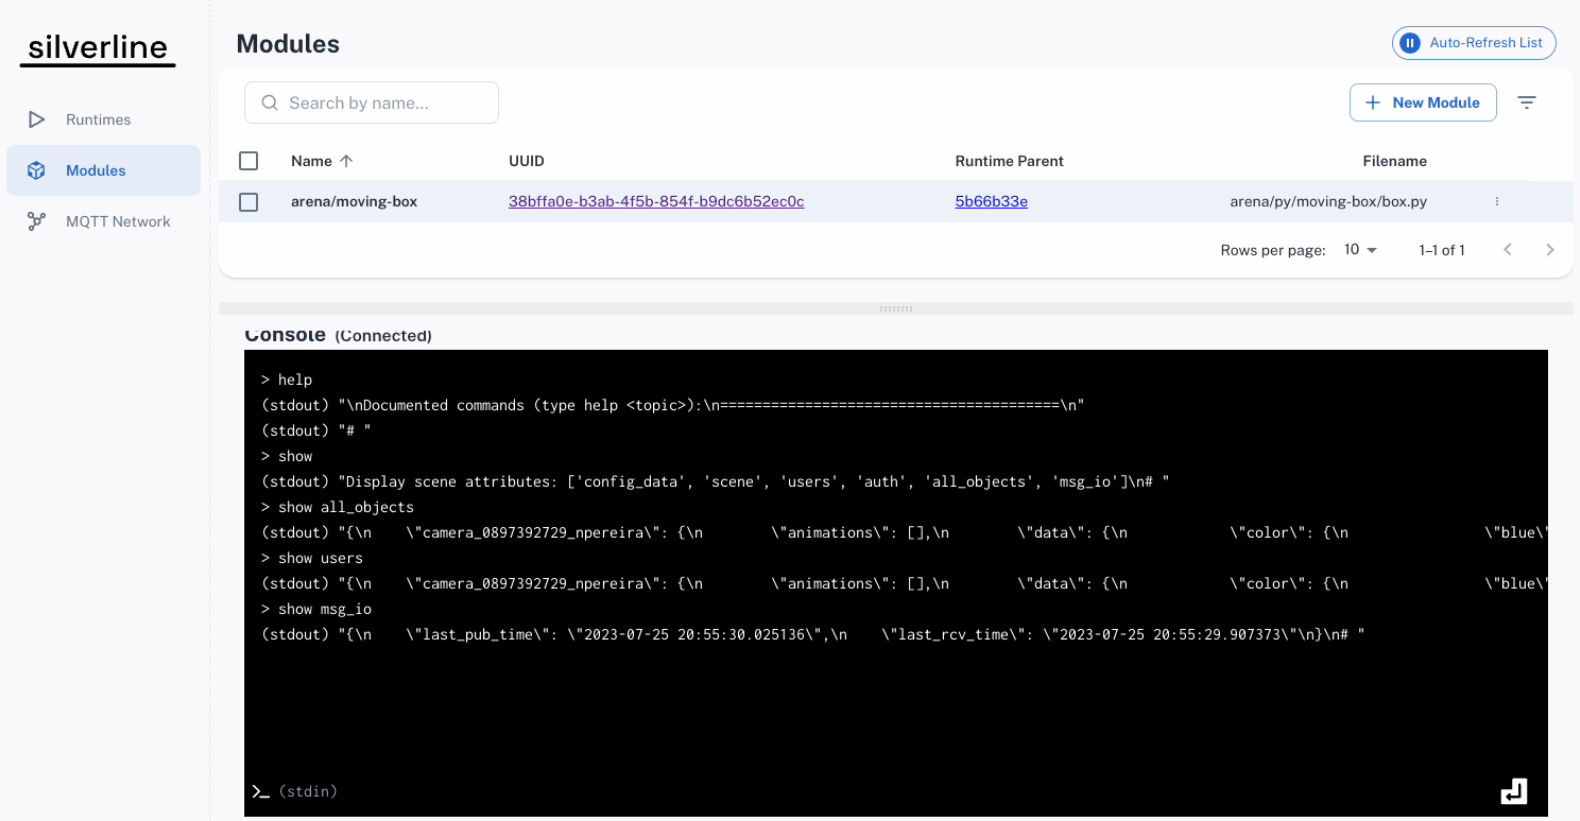 silverline
Runtimes
Modules
MQTT Network
Modules
Auto-Refresh List
Search by name...
New Module
Name UUID Runtime Parent Filename
arena/moving-box 38bffa0e-b3ab-4f5b-854f-b9dc6b52ec0c 5b66b33e arena/py/moving-box/box.py
Rows per page: 10 1–1 of 1
Console (Connected)
> help
(stdout) "\nDocumented commands (type help <topic>):\n========================================\n"
(stdout) "# "
> show
(stdout) "Display scene attributes: ['config_data', 'scene', 'users', 'auth', 'all_objects', 'msg_io']\n# "
> show all_objects
(stdout) "{\n    \"camera_0897392729_npereira\": {\n        \"animations\": [],\n        \"data\": {\n            \"color\": {\n                \"blue\"
> show users
(stdout) "{\n    \"camera_0897392729_npereira\": {\n        \"animations\": [],\n        \"data\": {\n            \"color\": {\n                \"blue\"
> show msg_io
(stdout) "{\n    \"last_pub_time\": \"2023-07-25 20:55:30.025136\",\n    \"last_rcv_time\": \"2023-07-25 20:55:29.907373\"\n}\n# "
(stdin)